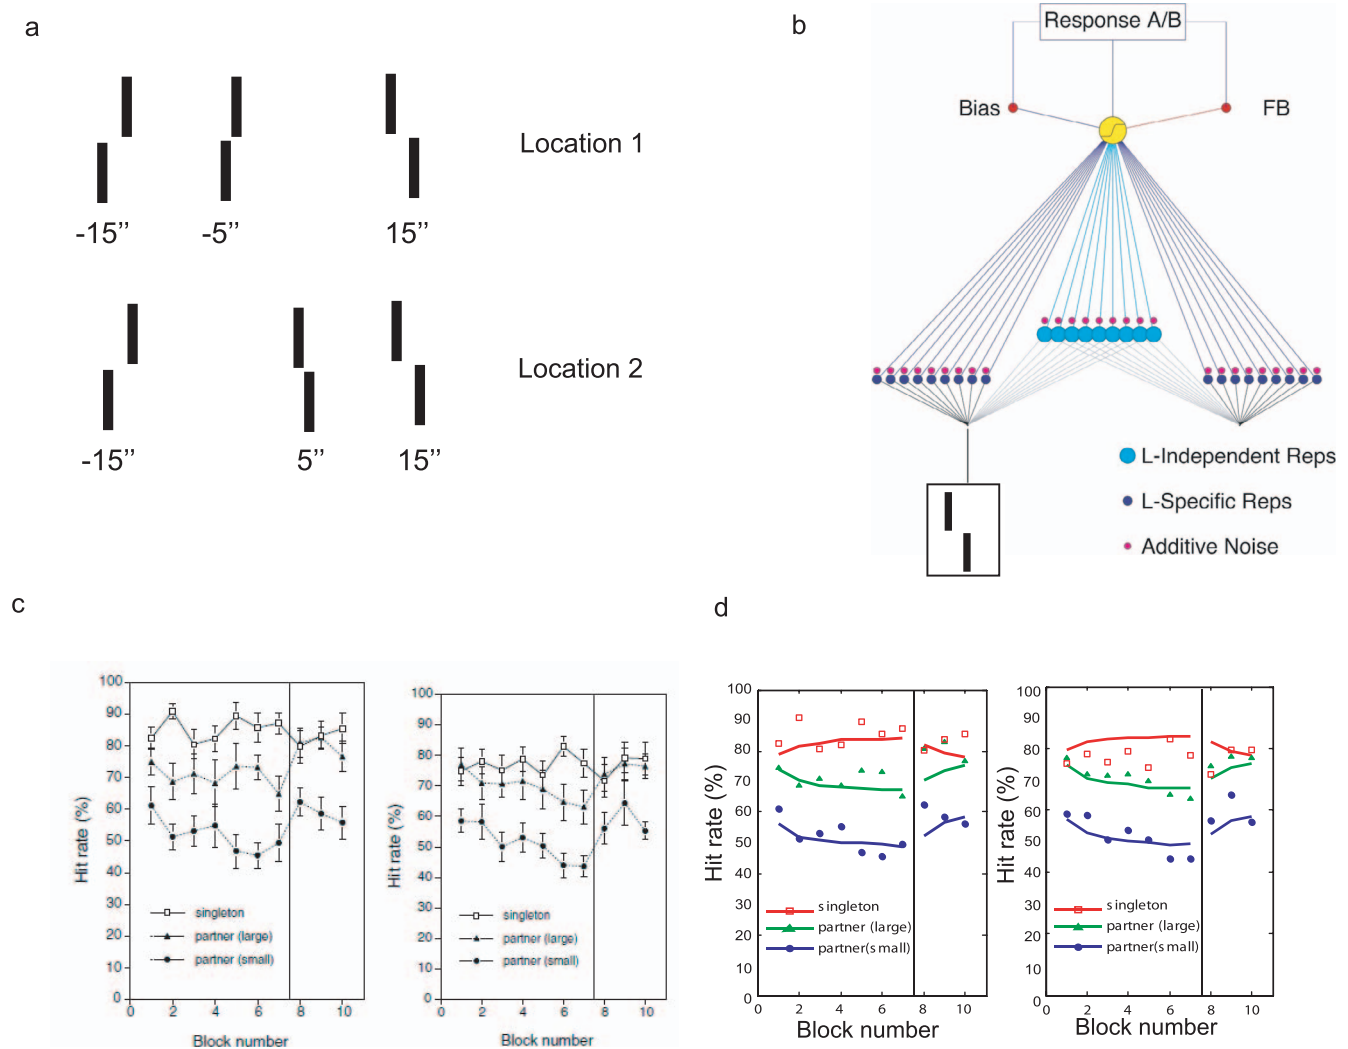 a
Location 1
-15’’ -5’’ 15’’
Location 2
-15’’ 5’’ 15’’
b
Response A/B
Bias
FB
L-Independent Reps
L-Specific Reps
Additive Noise
c
Hit rate (%)
100
90
80
70
60
50
40
30
20
10
0
singleton
partner (large)
partner (small)
0 2 4 6 8 10
Block number
Hit rate (%)
100
90
80
70
60
50
40
30
20
10
0
singleton
partner (large)
partner (small)
0 2 4 6 8 10
Block number
d
Hit rate (%)
100
90
80
70
60
50
40
30
20
10
0
singleton
partner (large)
partner(small)
0 2 4 6 8 10
Block number
Hit rate (%)
100
90
80
70
60
50
40
30
20
10
0
singleton
partner (large)
partner(small)
0 2 4 6 8 10
Block number